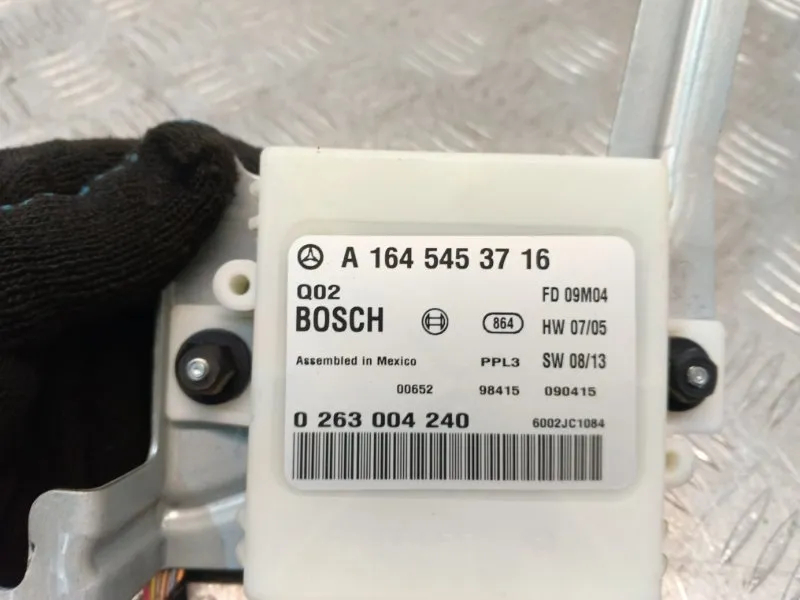 A 164 545 37 16
Q02 FD 09M04
BOSCH 864 HW 07/05
Assembled in Mexico PPL3 SW 08/13
00652 98415 090415
0 263 004 240 6002JC1084